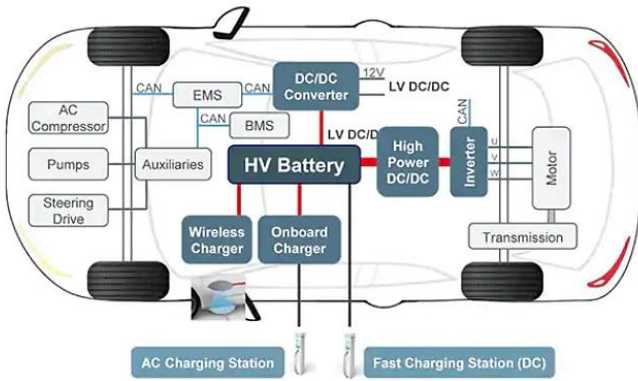 CAN
EMS
CAN
DC/DC
Converter
12V
LV DC/DC
AC
Compressor
CAN
BMS
LV DC/D
CAN
Pumps
Auxiliaries
HV Battery
High
Power
DC/DC
Inverter
U
V
W
Motor
Steering
Drive
Wireless
Charger
Onboard
Charger
Transmission
AC Charging Station
Fast Charging Station (DC)